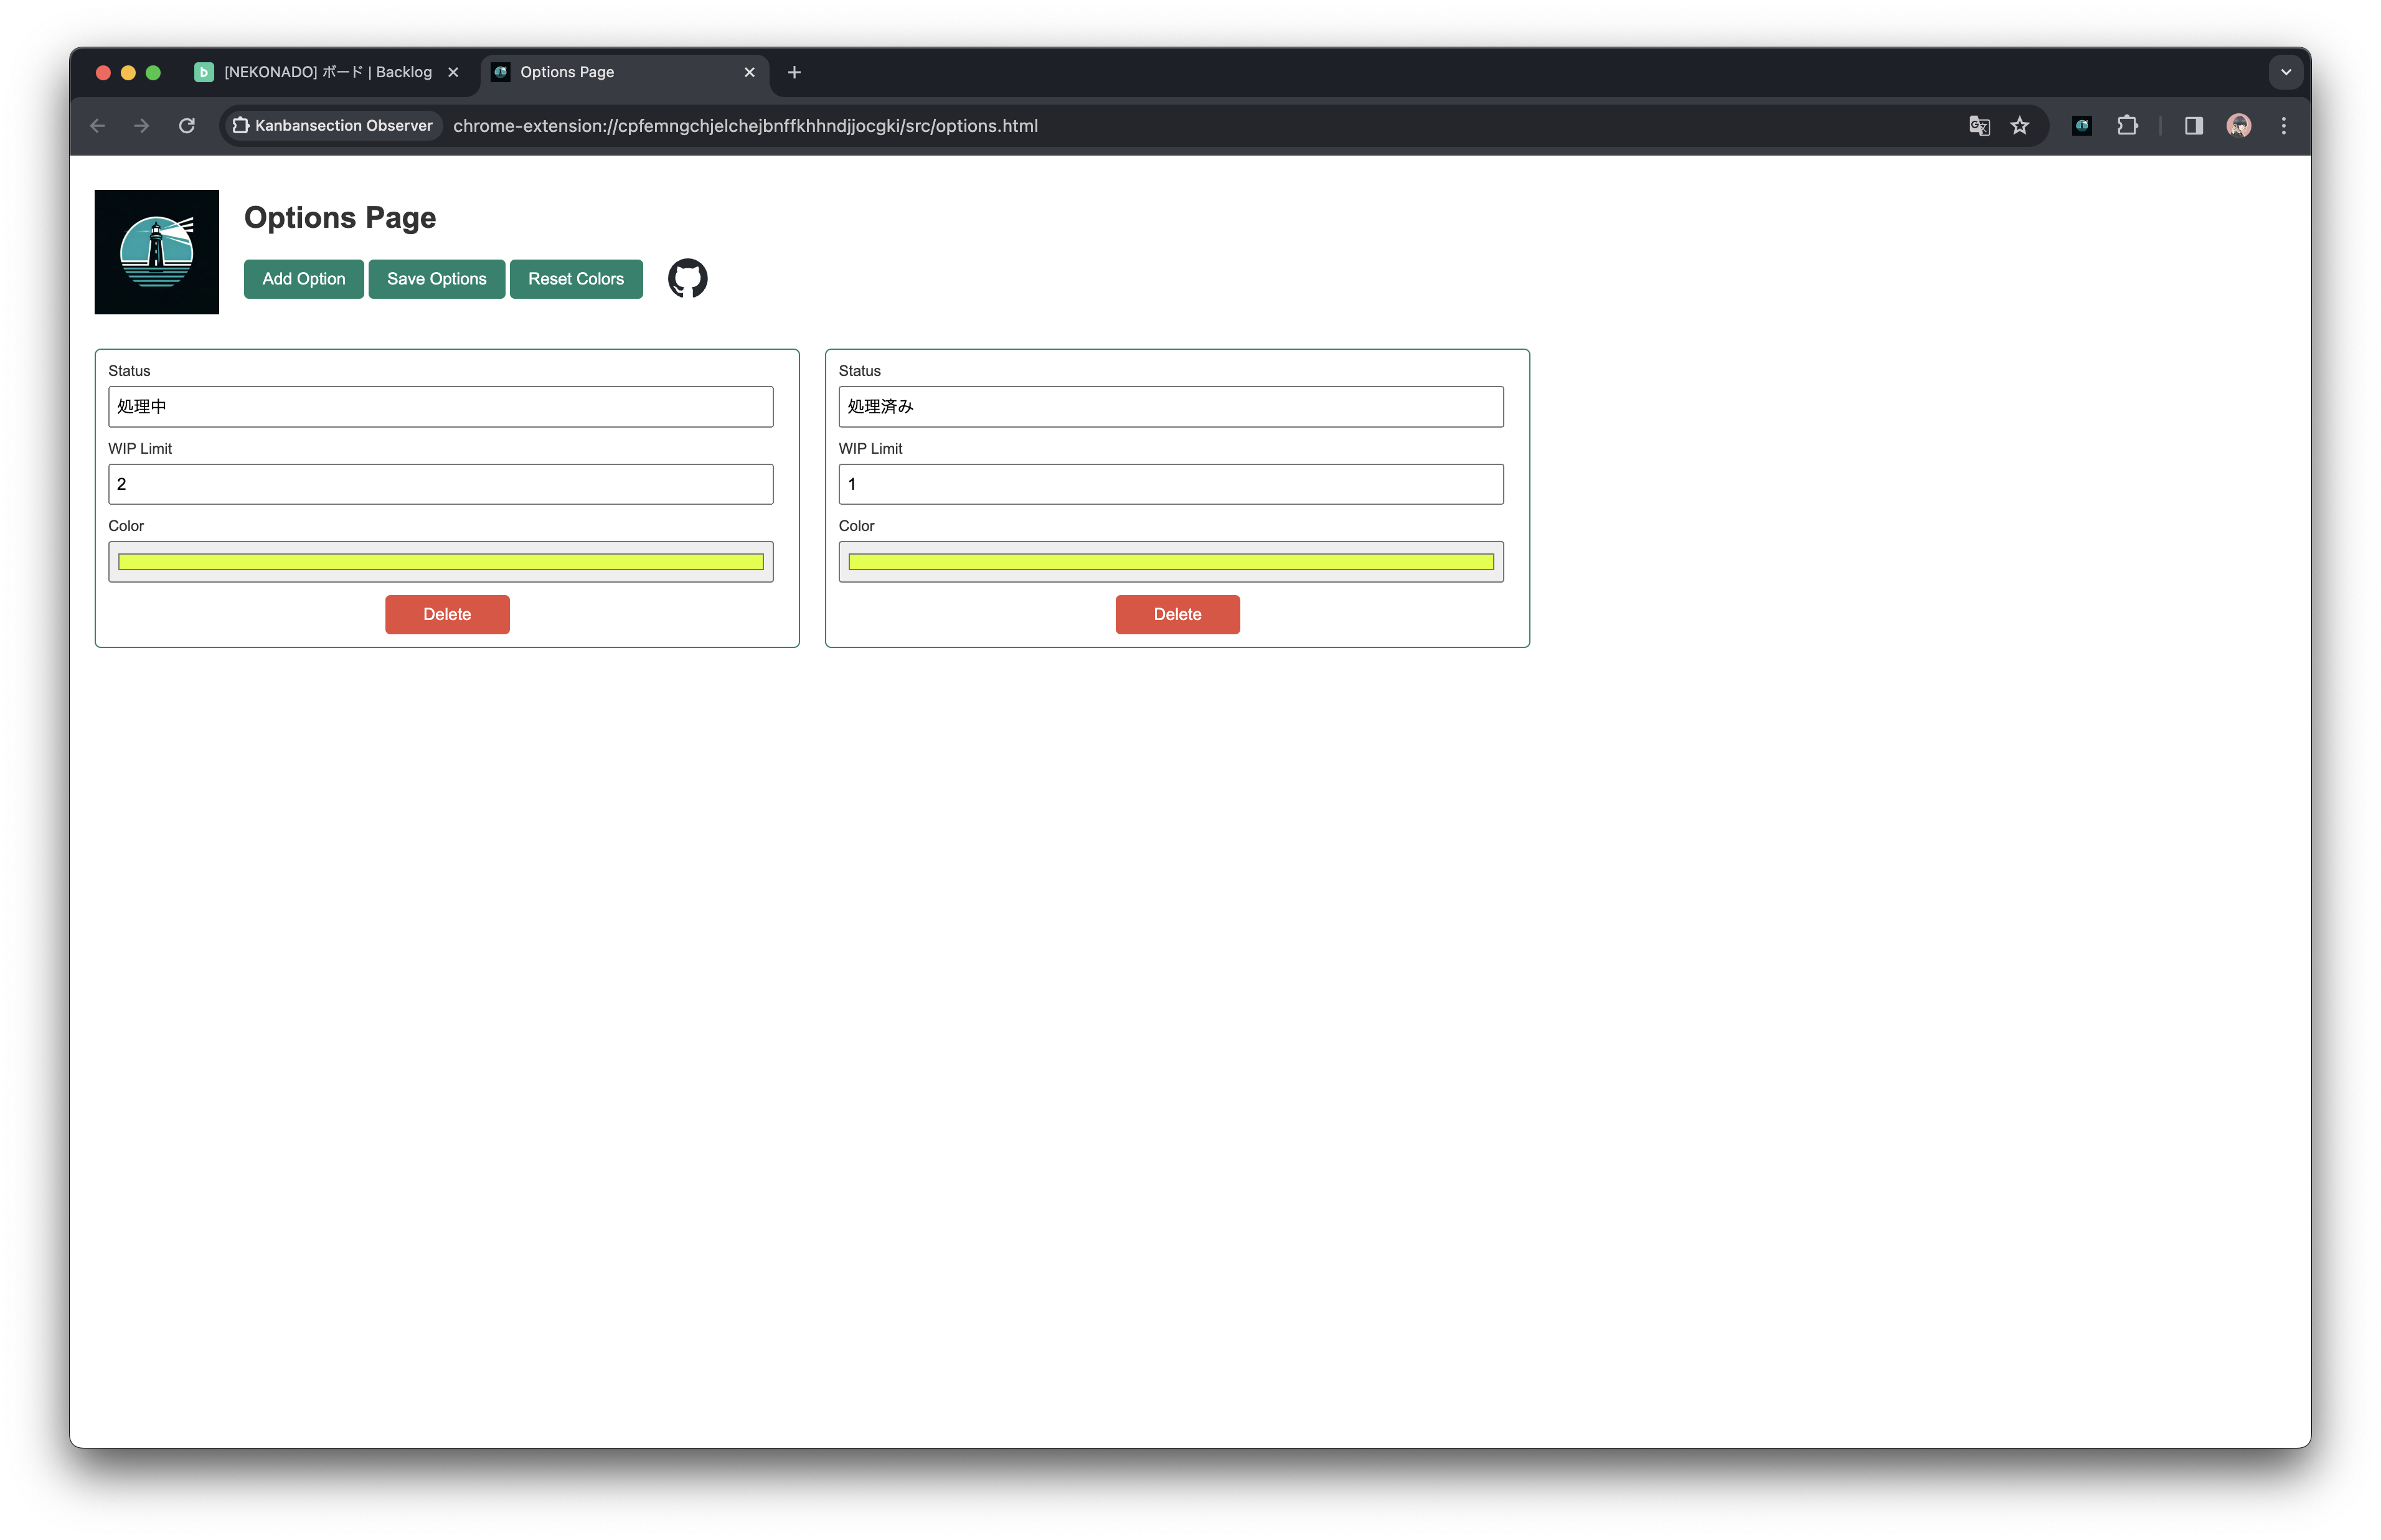 [NEKONADO] ボード | Backlog
Options Page
Kanbansection Observer
chrome-extension://cpfemngchjelchejbnffkhhndjjocgki/src/options.html
Options Page
Add Option
Save Options
Reset Colors
Status
処理中
WIP Limit
2
Color
Delete
Status
処理済み
WIP Limit
1
Color
Delete